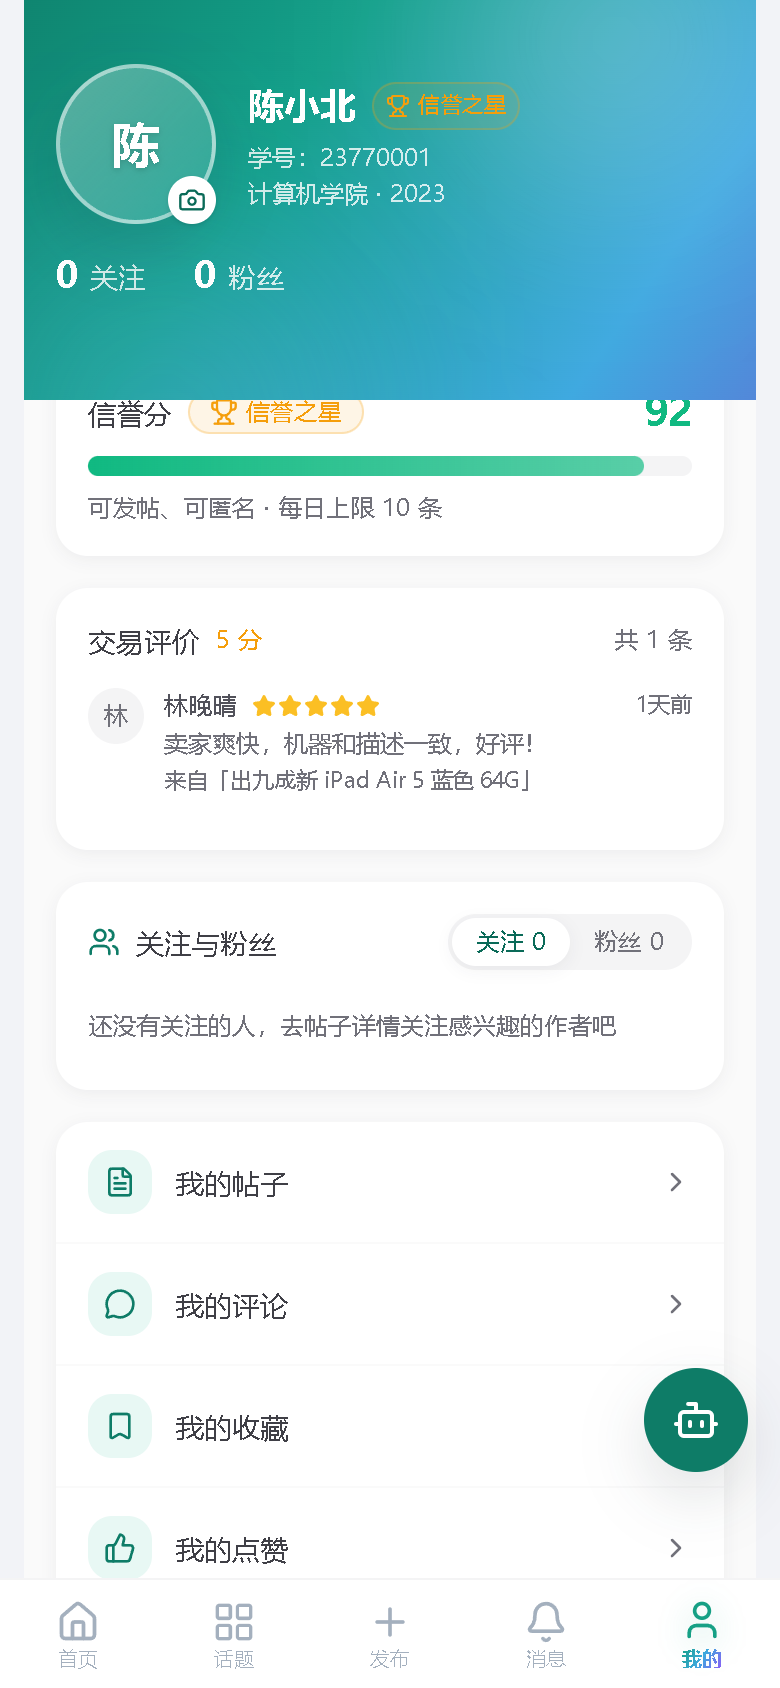 陈
陈小北 信誉之星
学号：23770001
计算机学院 · 2023
0 关注 0 粉丝
信誉分 信誉之星 92
可发帖、可匿名 · 每日上限 10 条
交易评价 5 分 共 1 条
林 林晚晴 1天前
卖家爽快，机器和描述一致，好评！
来自「出九成新 iPad Air 5 蓝色 64G」
关注与粉丝 关注 0 粉丝 0
还没有关注的人，去帖子详情关注感兴趣的作者吧
我的帖子
我的评论
我的收藏
我的点赞
首页 话题 发布 消息 我的